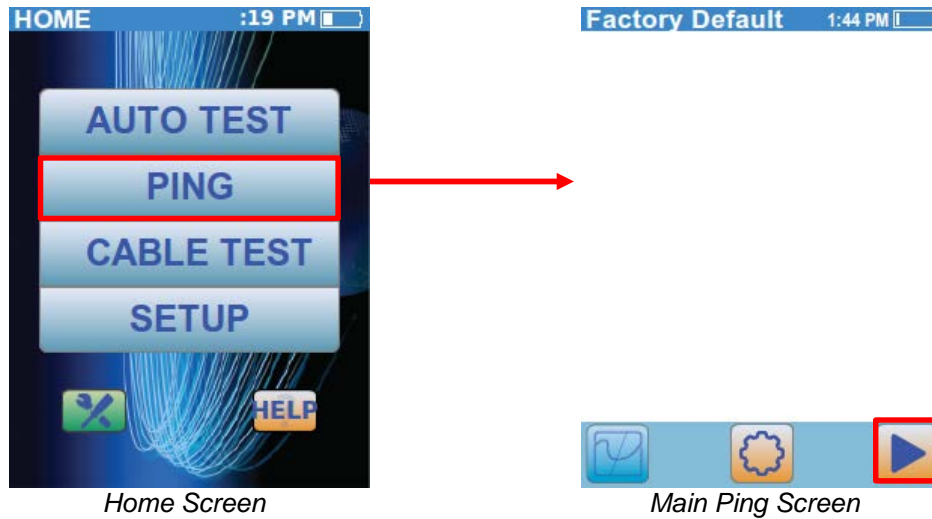 HOME :19 PM
AUTO TEST
PING
CABLE TEST
SETUP
HELP
Home Screen
Factory Default 1:44 PM
Main Ping Screen